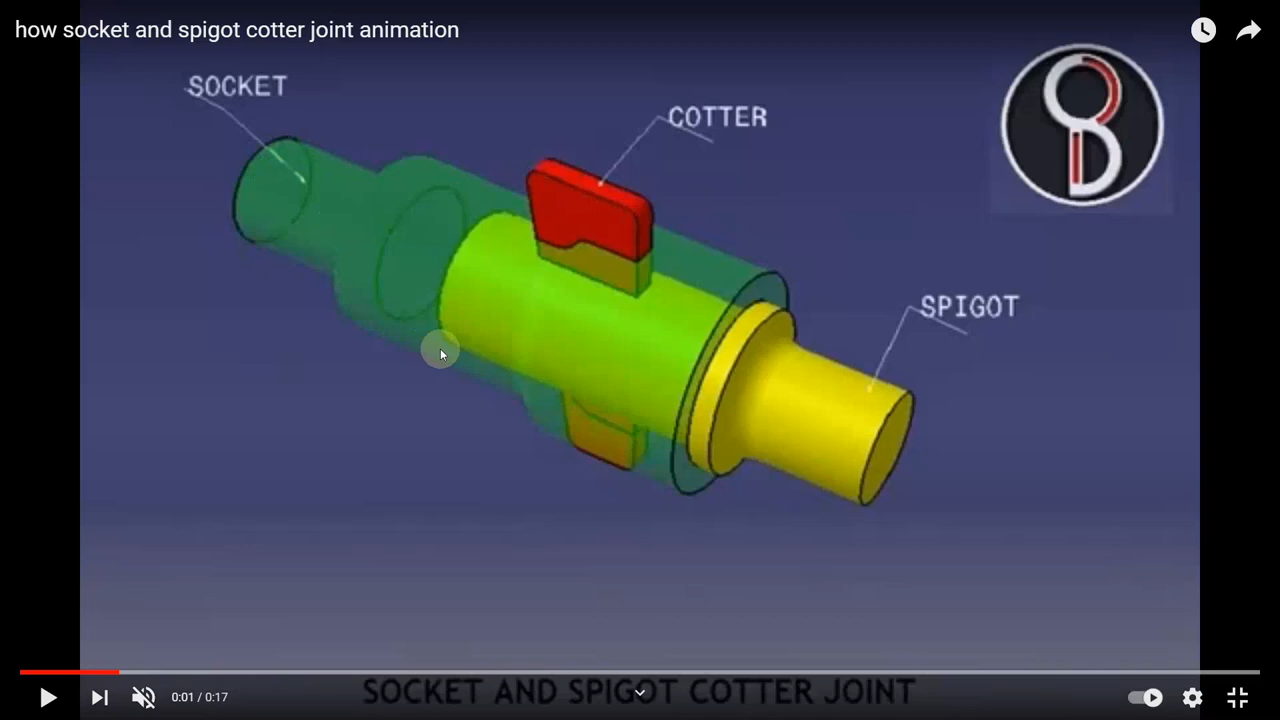 how socket and spigot cotter joint animation
SOCKET
COTTER
SPIGOT
0:01 / 0:17
SOCKET AND SPIGOT COTTER JOINT